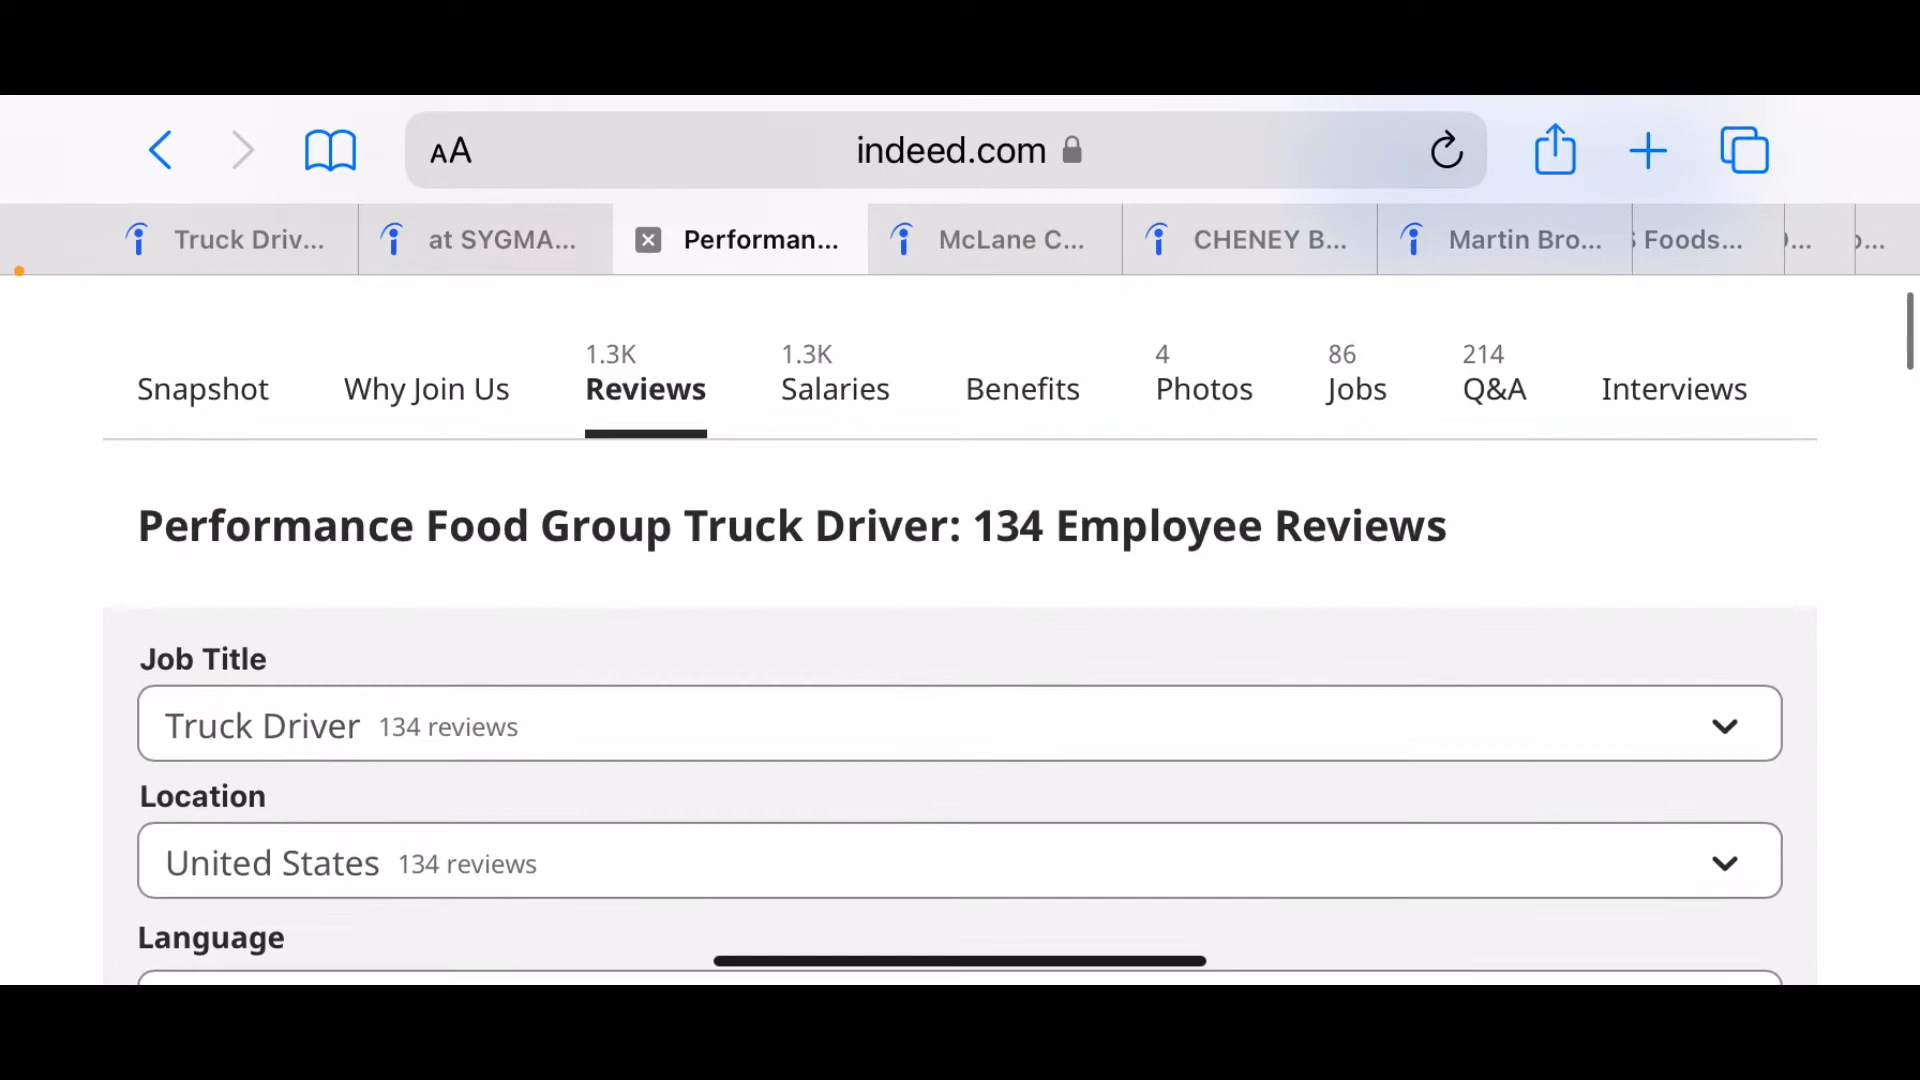 AA indeed.com
Truck Driv... at SYGMA... Performan... McLane C... CHENEY B... Martin Bro... Foods... ... ...
1.3K 1.3K 4 86 214
Snapshot Why Join Us Reviews Salaries Benefits Photos Jobs Q&A Interviews
Performance Food Group Truck Driver: 134 Employee Reviews
Job Title
Truck Driver 134 reviews
Location
United States 134 reviews
Language